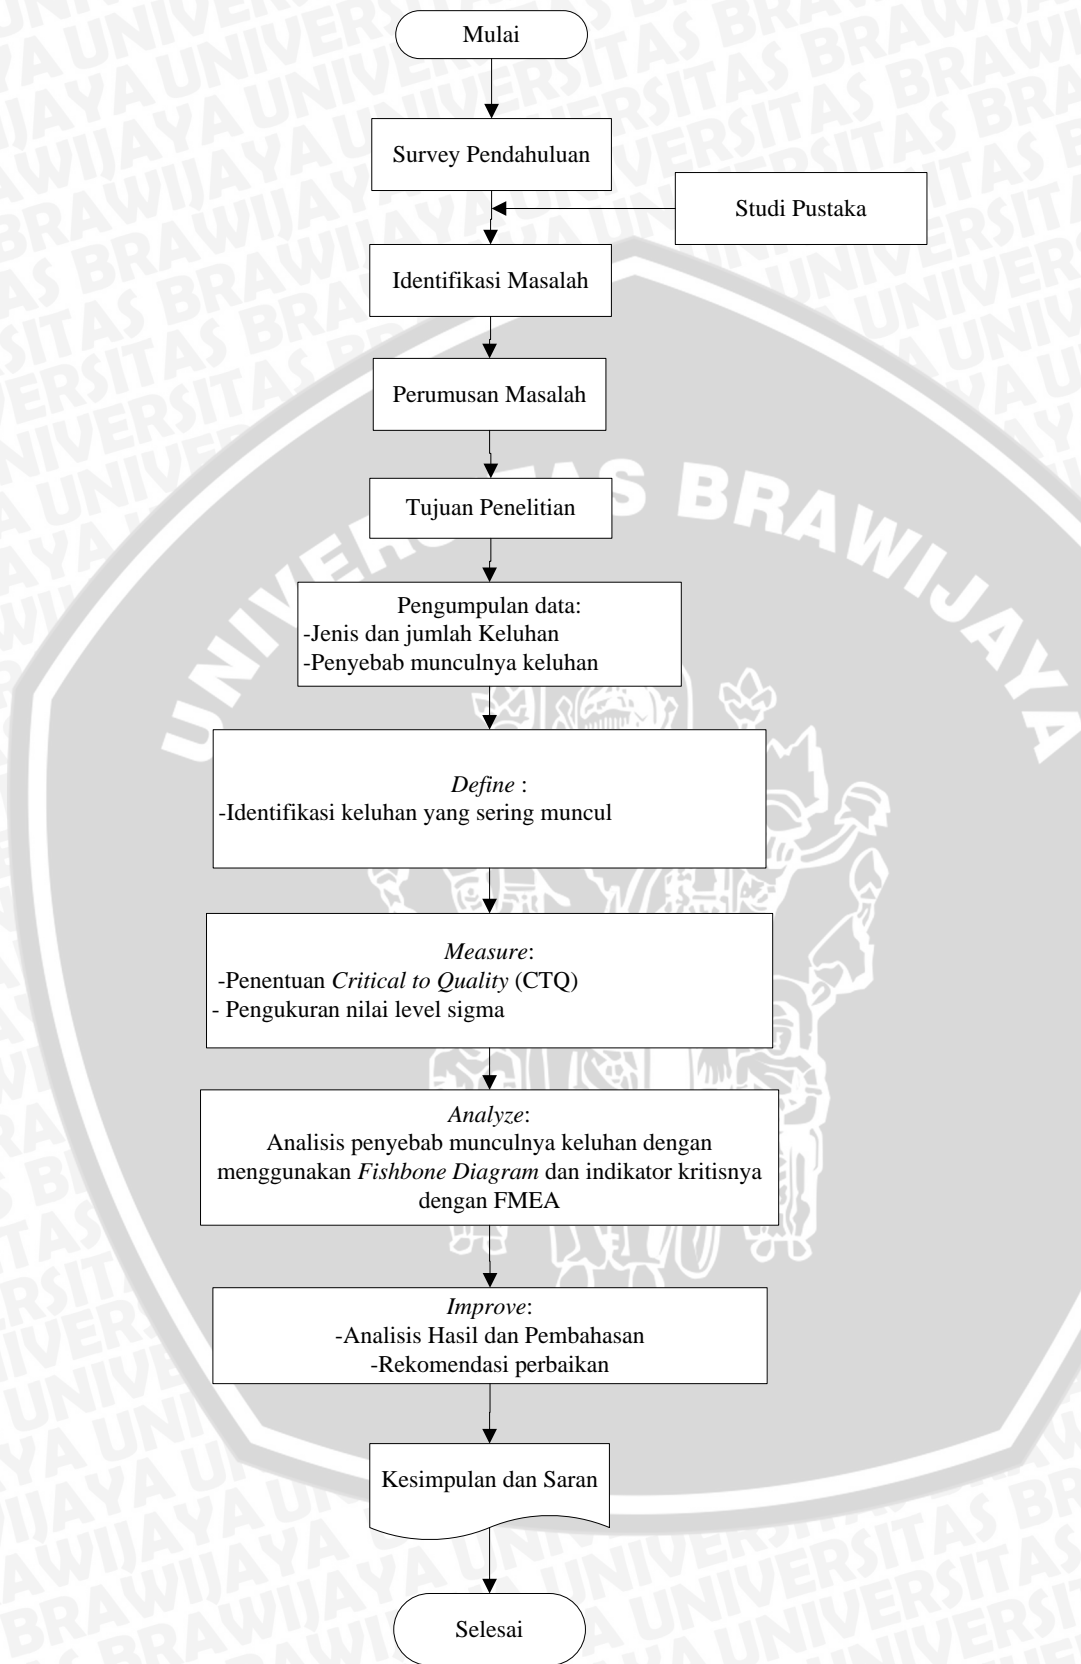 Mulai
Survey Pendahuluan
Studi Pustaka
Identifikasi Masalah
Perumusan Masalah
Tujuan Penelitian
Pengumpulan data:
-Jenis dan jumlah Keluhan
-Penyebab munculnya keluhan
Define :
-Identifikasi keluhan yang sering muncul
Measure:
-Penentuan Critical to Quality (CTQ)
- Pengukuran nilai level sigma
Analyze:
Analisis penyebab munculnya keluhan dengan
menggunakan Fishbone Diagram dan indikator kritisnya
dengan FMEA
Improve:
-Analisis Hasil dan Pembahasan
-Rekomendasi perbaikan
Kesimpulan dan Saran
Selesai
UNIVERSITAS BRAWIJAYA